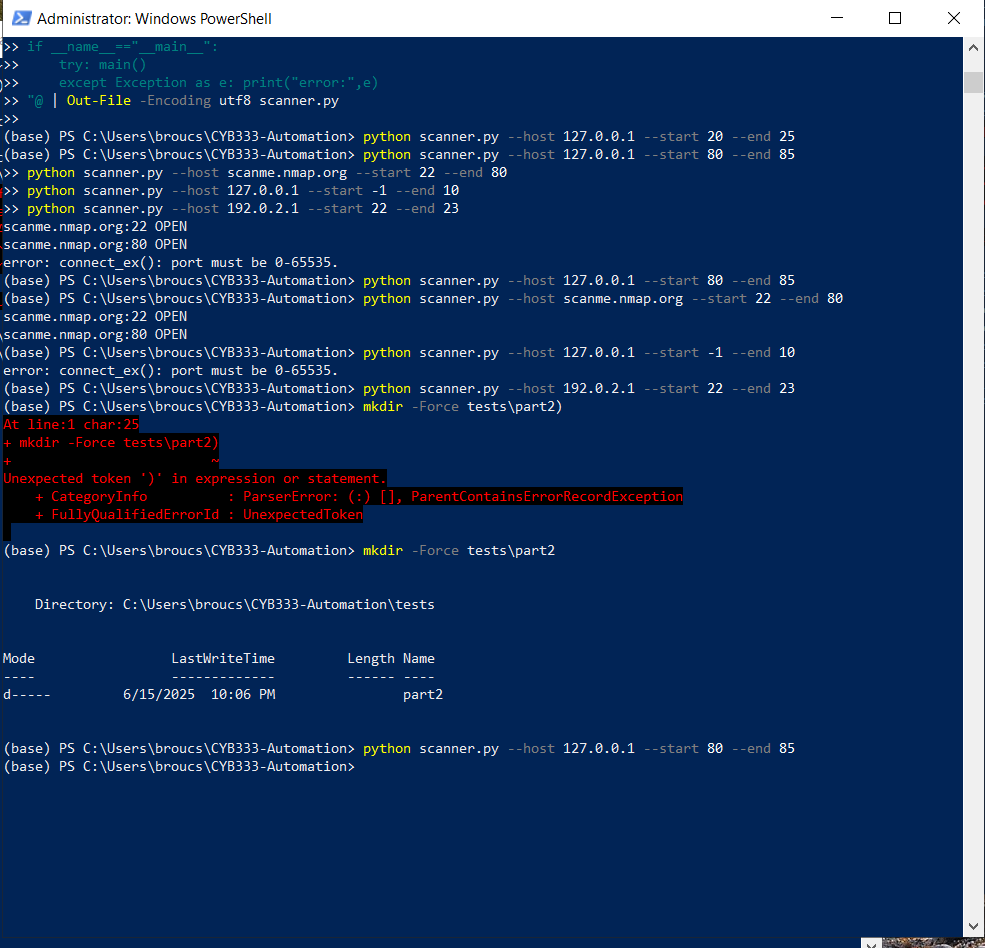 Administrator: Windows PowerShell
>> if __name__=="__main__":
>>     try: main()
>>     except Exception as e: print("error:",e)
>> "@ | Out-File -Encoding utf8 scanner.py
>>
(base) PS C:\Users\broucs\CYB333-Automation> python scanner.py --host 127.0.0.1 --start 20 --end 25
(base) PS C:\Users\broucs\CYB333-Automation> python scanner.py --host 127.0.0.1 --start 80 --end 85
>> python scanner.py --host scanme.nmap.org --start 22 --end 80
>> python scanner.py --host 127.0.0.1 --start -1 --end 10
>> python scanner.py --host 192.0.2.1 --start 22 --end 23
scanme.nmap.org:22 OPEN
scanme.nmap.org:80 OPEN
error: connect_ex(): port must be 0-65535.
(base) PS C:\Users\broucs\CYB333-Automation> python scanner.py --host 127.0.0.1 --start 80 --end 85
(base) PS C:\Users\broucs\CYB333-Automation> python scanner.py --host scanme.nmap.org --start 22 --end 80
scanme.nmap.org:22 OPEN
scanme.nmap.org:80 OPEN
(base) PS C:\Users\broucs\CYB333-Automation> python scanner.py --host 127.0.0.1 --start -1 --end 10
error: connect_ex(): port must be 0-65535.
(base) PS C:\Users\broucs\CYB333-Automation> python scanner.py --host 192.0.2.1 --start 22 --end 23
(base) PS C:\Users\broucs\CYB333-Automation> mkdir -Force tests\part2)
At line:1 char:25
+ mkdir -Force tests\part2)
+                         ~
Unexpected token ')' in expression or statement.
    + CategoryInfo          : ParserError: (:) [], ParentContainsErrorRecordException
    + FullyQualifiedErrorId : UnexpectedToken
(base) PS C:\Users\broucs\CYB333-Automation> mkdir -Force tests\part2
    Directory: C:\Users\broucs\CYB333-Automation\tests
Mode                 LastWriteTime         Length Name
----                 -------------         ------ ----
d-----         6/15/2025  10:06 PM                part2
(base) PS C:\Users\broucs\CYB333-Automation> python scanner.py --host 127.0.0.1 --start 80 --end 85
(base) PS C:\Users\broucs\CYB333-Automation>